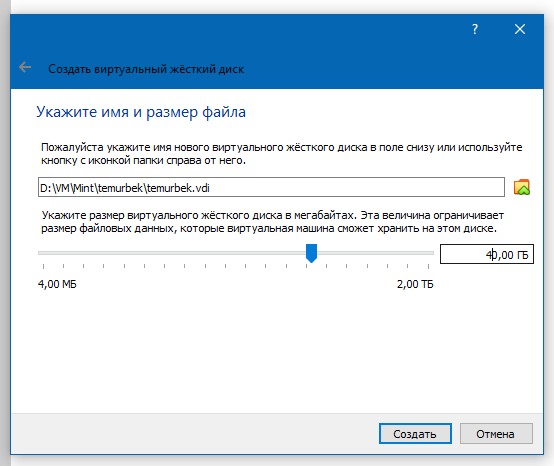 ?
Создать виртуальный жёсткий диск
Укажите имя и размер файла
Пожалуйста укажите имя нового виртуального жёсткого диска в поле снизу или используйте
кнопку с иконкой папки справа от него.
D:\VM\Mint\temurbek\temurbek.vdi
Укажите размер виртуального жёсткого диска в мегабайтах. Эта величина ограничивает
размер файловых данных, которые виртуальная машина сможет хранить на этом диске.
40,00 ГБ
4,00 МБ 2,00 ТБ
Создать Отмена